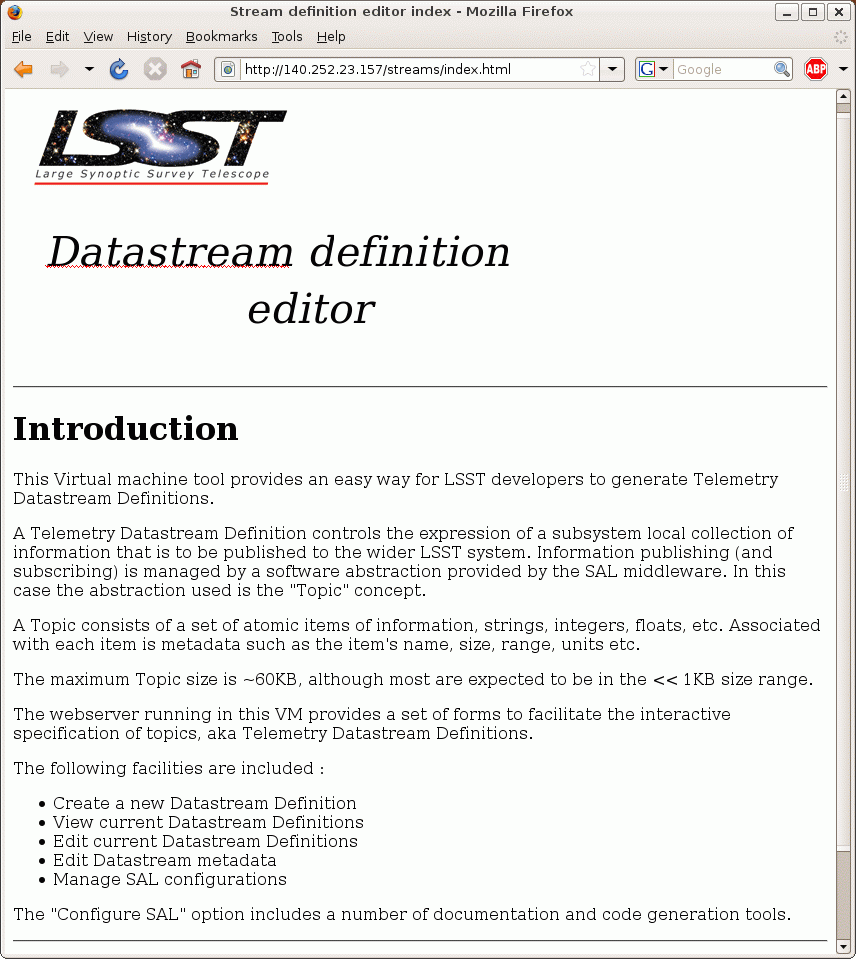 Stream definition editor index - Mozilla Firefox
File Edit View History Bookmarks Tools Help
http://140.252.23.157/streams/index.html
G
Google
ABP
LSST
Large Synoptic Survey Telescope
Datastream definition
editor
Introduction
This Virtual machine tool provides an easy way for LSST developers to generate Telemetry
Datastream Definitions.
A Telemetry Datastream Definition controls the expression of a subsystem local collection of
information that is to be published to the wider LSST system. Information publishing (and
subscribing) is managed by a software abstraction provided by the SAL middleware. In this
case the abstraction used is the "Topic" concept.
A Topic consists of a set of atomic items of information, strings, integers, floats, etc. Associated
with each item is metadata such as the item's name, size, range, units etc.
The maximum Topic size is ~60KB, although most are expected to be in the << 1KB size range.
The webserver running in this VM provides a set of forms to facilitate the interactive
specification of topics, aka Telemetry Datastream Definitions.
The following facilities are included :
• Create a new Datastream Definition
• View current Datastream Definitions
• Edit current Datastream Definitions
• Edit Datastream metadata
• Manage SAL configurations
The "Configure SAL" option includes a number of documentation and code generation tools.